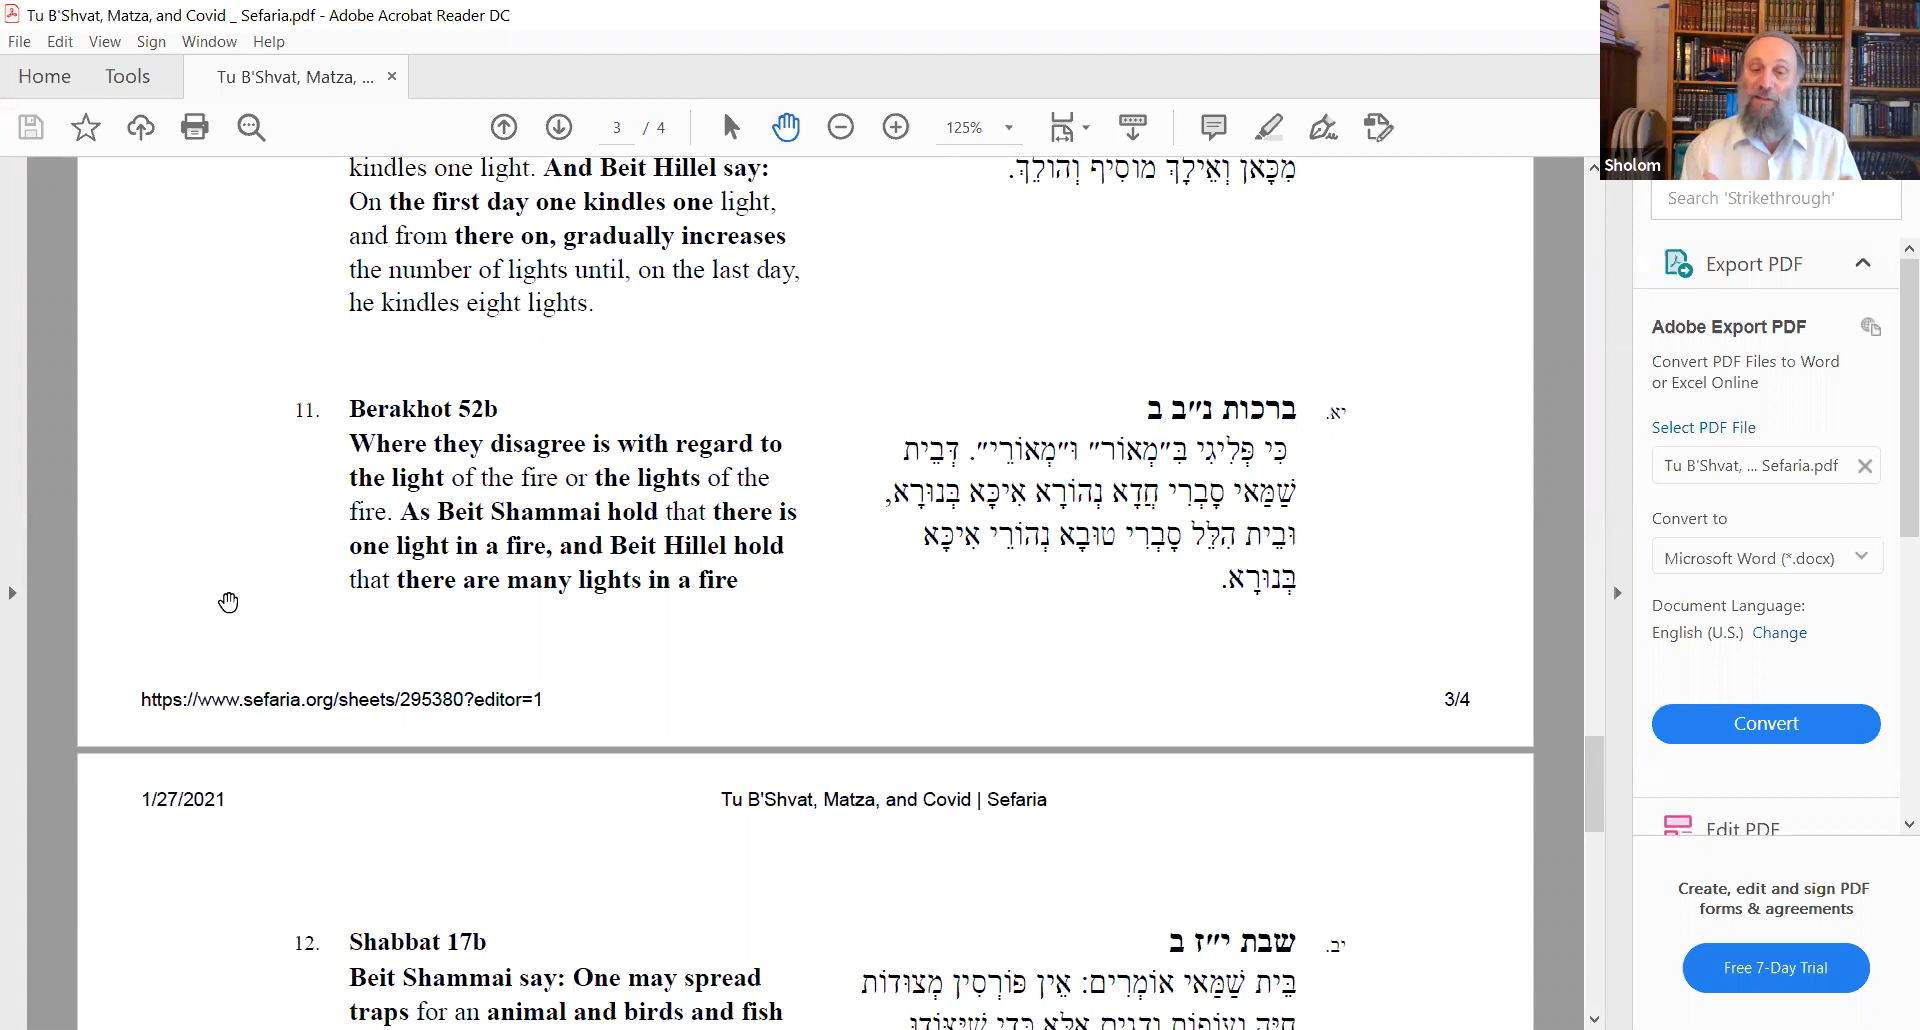 Tu B'Shvat, Matza, and Covid _ Sefaria.pdf - Adobe Acrobat Reader DC
File Edit View Sign Window Help
Home Tools Tu B'Shvat, Matza, ... ×
3 / 4 125%
Sholom
kindles one light. And Beit Hillel say:
On the first day one kindles one light,
and from there on, gradually increases
the number of lights until, on the last day,
he kindles eight lights.
מִכָּאן וְאֵילָךְ מוֹסִיף וְהוֹלֵךְ.
11. Berakhot 52b
Where they disagree is with regard to
the light of the fire or the lights of the
fire. As Beit Shammai hold that there is
one light in a fire, and Beit Hillel hold
that there are many lights in a fire
יא. ברכות נ״ב ב
כִּי פְּלִיגִי בִּ״מְאוֹר״ וּ״מְאוֹרֵי״. דְּבֵית
שַׁמַּאי סָבְרִי חֲדָא נְהוֹרָא אִיכָּא בְּנוּרָא,
וּבֵית הִלֵּל סָבְרִי טוּבָא נְהוֹרֵי אִיכָּא
בְּנוּרָא.
https://www.sefaria.org/sheets/295380?editor=1 3/4
1/27/2021 Tu B'Shvat, Matza, and Covid | Sefaria
12. Shabbat 17b
Beit Shammai say: One may spread
traps for an animal and birds and fish
יב. שבת י״ז ב
בֵּית שַׁמַּאי אוֹמְרִים: אֵין פּוֹרְסִין מְצוּדוֹת
חַיָּה וְעוֹפוֹת וְדָגִים אֶלָּא כְּדֵי שֶׁיִּצּוֹדוּ
Search 'Strikethrough'
Export PDF
Adobe Export PDF
Convert PDF Files to Word
or Excel Online
Select PDF File
Tu B'Shvat, ... Sefaria.pdf
Convert to
Microsoft Word (*.docx)
Document Language:
English (U.S.) Change
Convert
Edit PDF
Create, edit and sign PDF
forms & agreements
Free 7-Day Trial